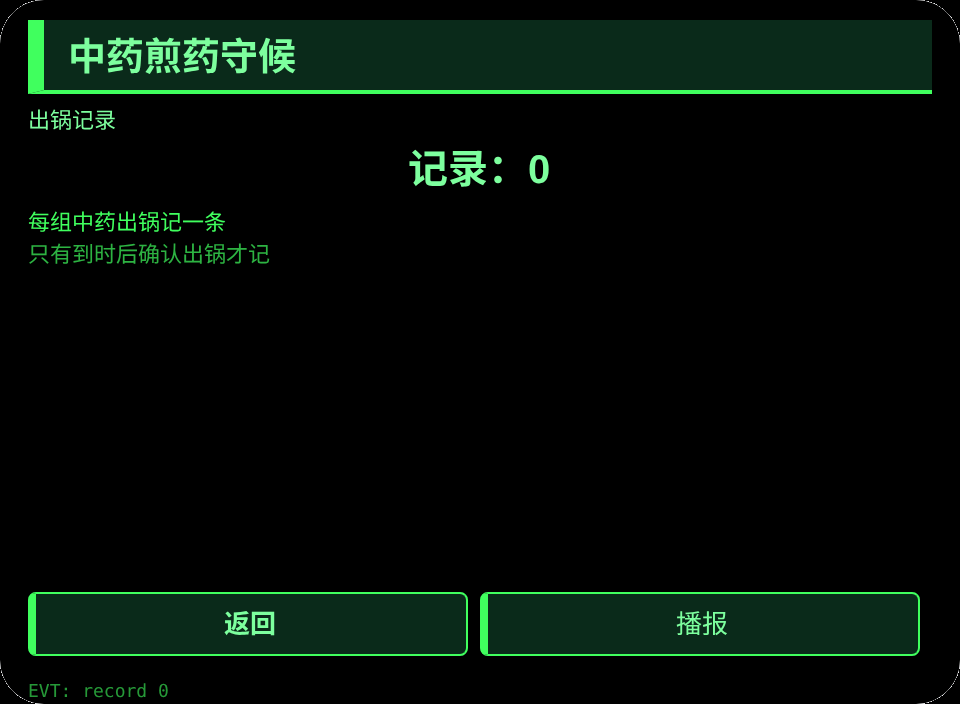 中药煎药守候
出锅记录
记录：0
每组中药出锅记一条
只有到时后确认出锅才记
返回
播报
EVT: record 0